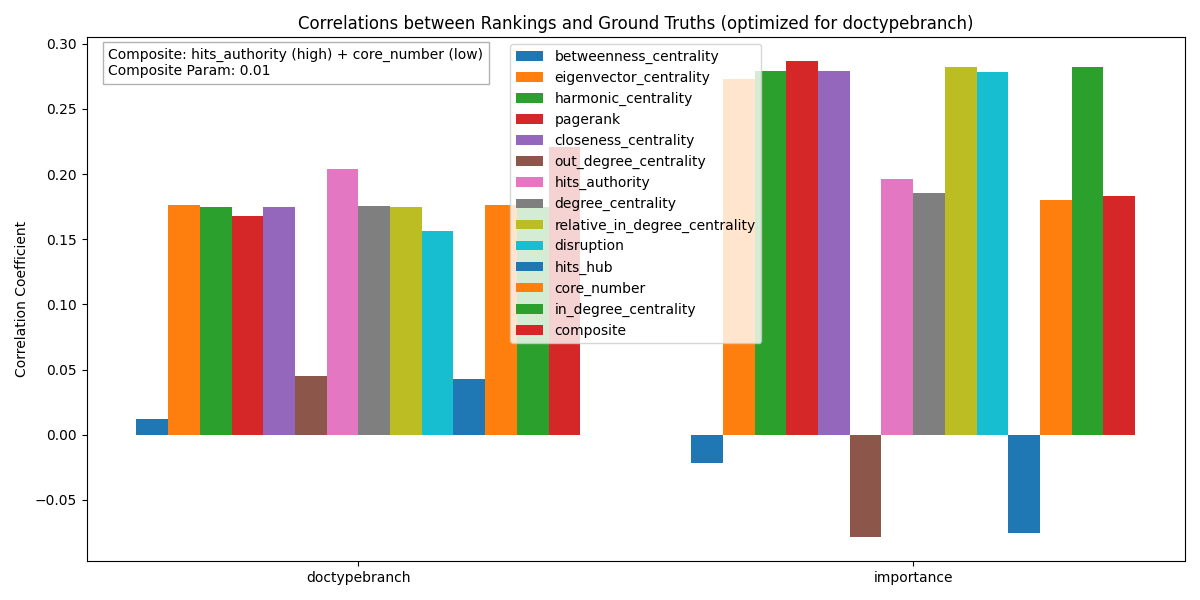 Correlations between Rankings and Ground Truths (optimized for doctypebranch)
Composite: hits_authority (high) + core_number (low)
Composite Param: 0.01
betweenness_centrality
eigenvector_centrality
harmonic_centrality
pagerank
closeness_centrality
out_degree_centrality
hits_authority
degree_centrality
relative_in_degree_centrality
disruption
hits_hub
core_number
in_degree_centrality
composite
Correlation Coefficient
0.30
0.25
0.20
0.15
0.10
0.05
0.00
−0.05
doctypebranch
importance